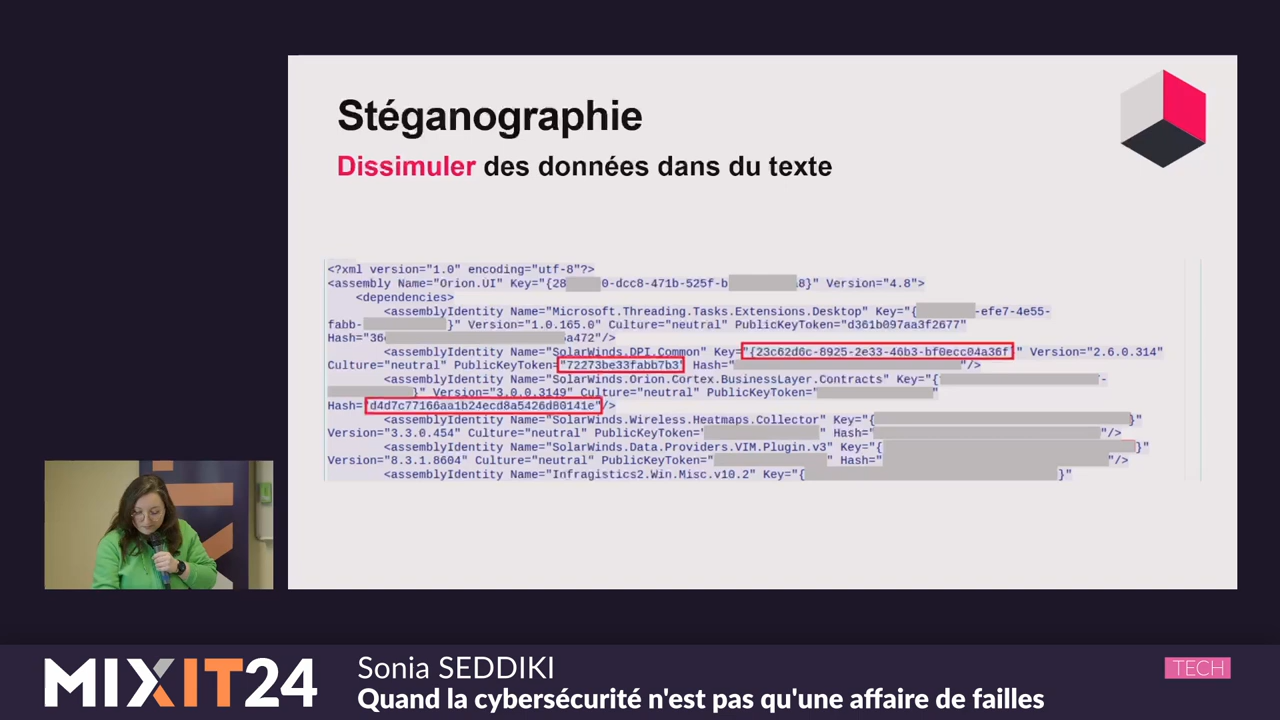 Stéganographie
Dissimuler des données dans du texte
<?xml version="1.0" encoding="utf-8"?>
<assembly Name="Orion.UI" Key="{28 0-dcc8-471b-525f-b 8}" Version="4.8">
<dependencies>
<assemblyIdentity Name="Microsoft.Threading.Tasks.Extensions.Desktop" Key="{ -efe7-4e55-
fabb- }" Version="1.0.165.0" Culture="neutral" PublicKeyToken="d361b097aa3f2677"
Hash="36 a472"/>
<assemblyIdentity Name="SolarWinds.DPI.Common" Key="{23c62d6c-8925-2e33-46b3-bf0ecc04a36f " Version="2.6.0.314"
Culture="neutral" PublicKeyToken="72273be33fabb7b3" Hash=" "/>
<assemblyIdentity Name="SolarWinds.Orion.Cortex.BusinessLayer.Contracts" Key="{ -
}" Version="3.0.0.3149" Culture="neutral" PublicKeyToken=" "
Hash="d4d7c77166aa1b24ecd8a5426d80141e"/>
<assemblyIdentity Name="SolarWinds.Wireless.Heatmaps.Collector" Key="{ }"
Version="3.3.0.454" Culture="neutral" PublicKeyToken=" " Hash=" "/>
<assemblyIdentity Name="SolarWinds.Data.Providers.VIM.Plugin.v3" Key="{ }"
Version="8.3.1.8604" Culture="neutral" PublicKeyToken=" " Hash=" "/>
<assemblyIdentity Name="Infragistics2.Win.Misc.v10.2" Key="{ }"
MIXIT24
Sonia SEDDIKI
TECH
Quand la cybersécurité n'est pas qu'une affaire de failles